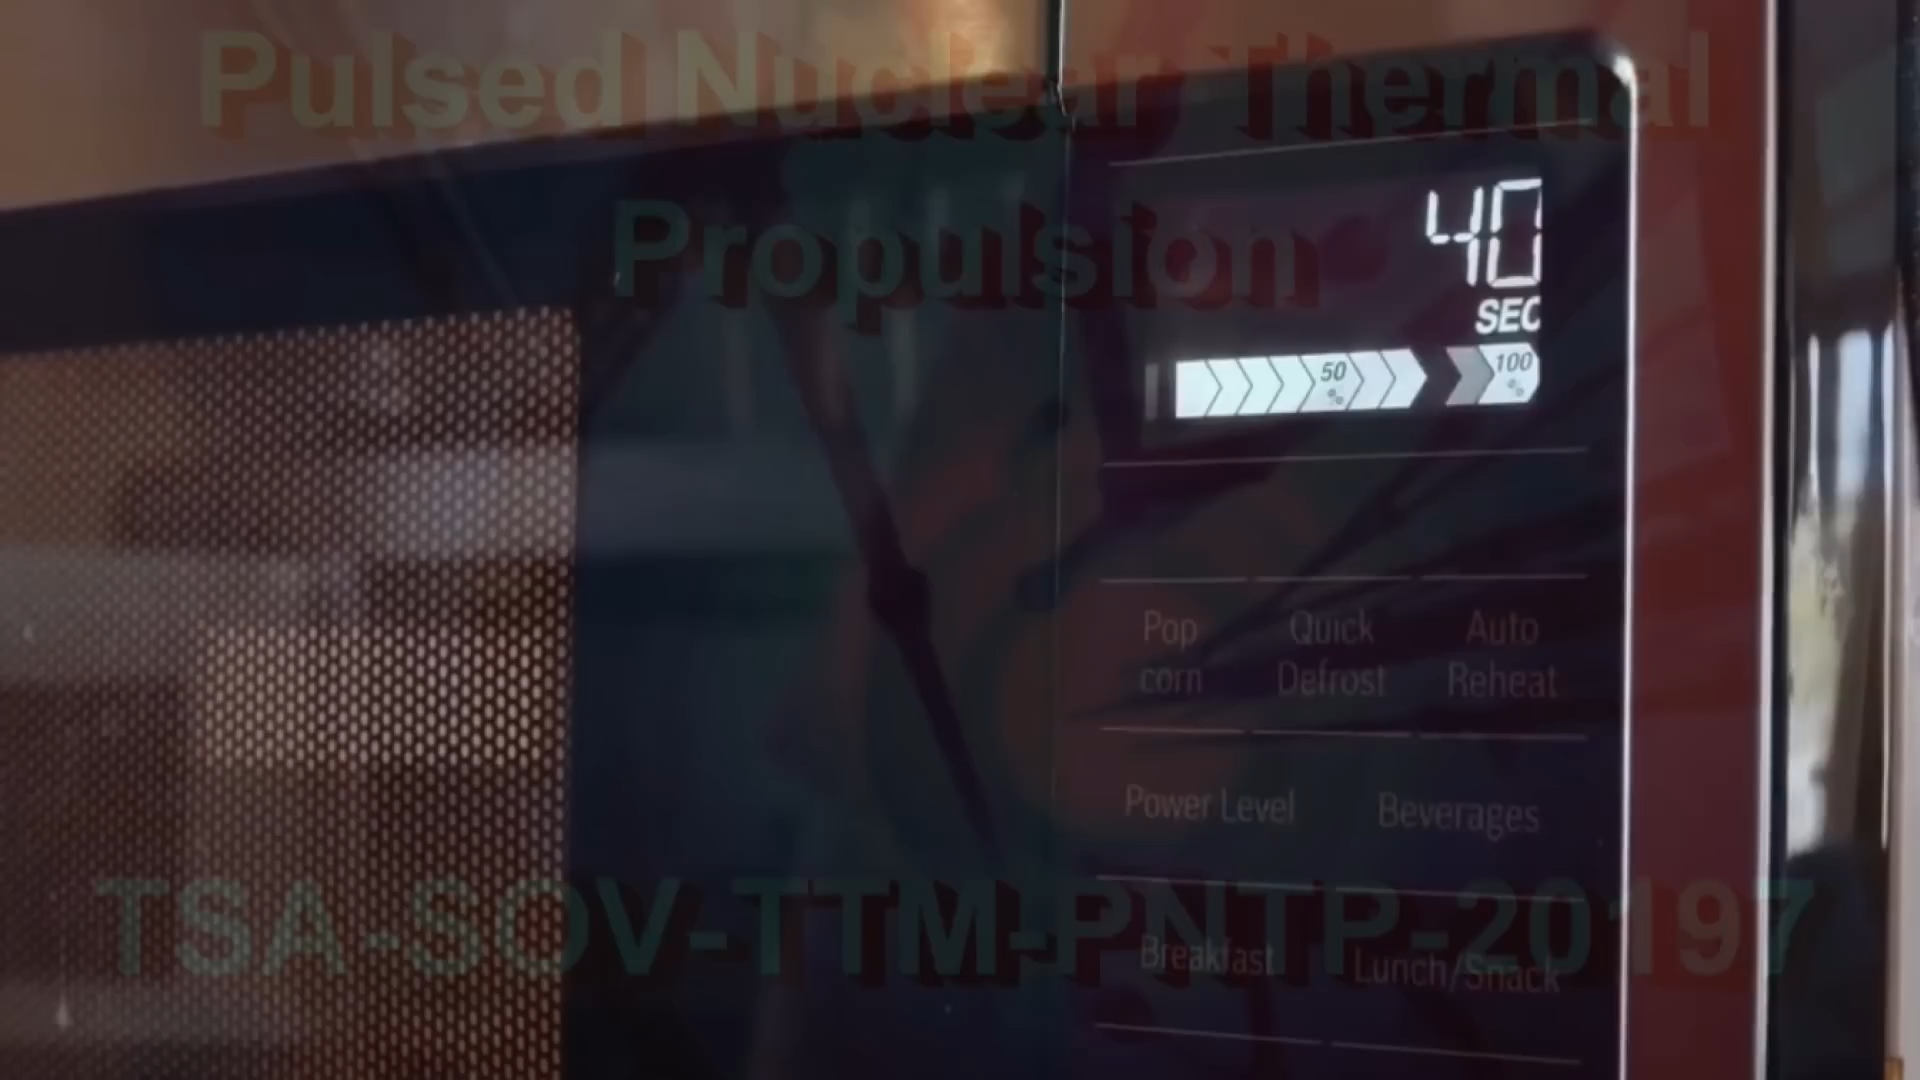 Pulsed Nuclear Thermal
Propulsion
40
SEC
50 %
100 %
Pop corn
Quick Defrost
Auto Reheat
Power Level
Beverages
TSA-SOV-TTM-PNTP-20197
Breakfast
Lunch/Snack